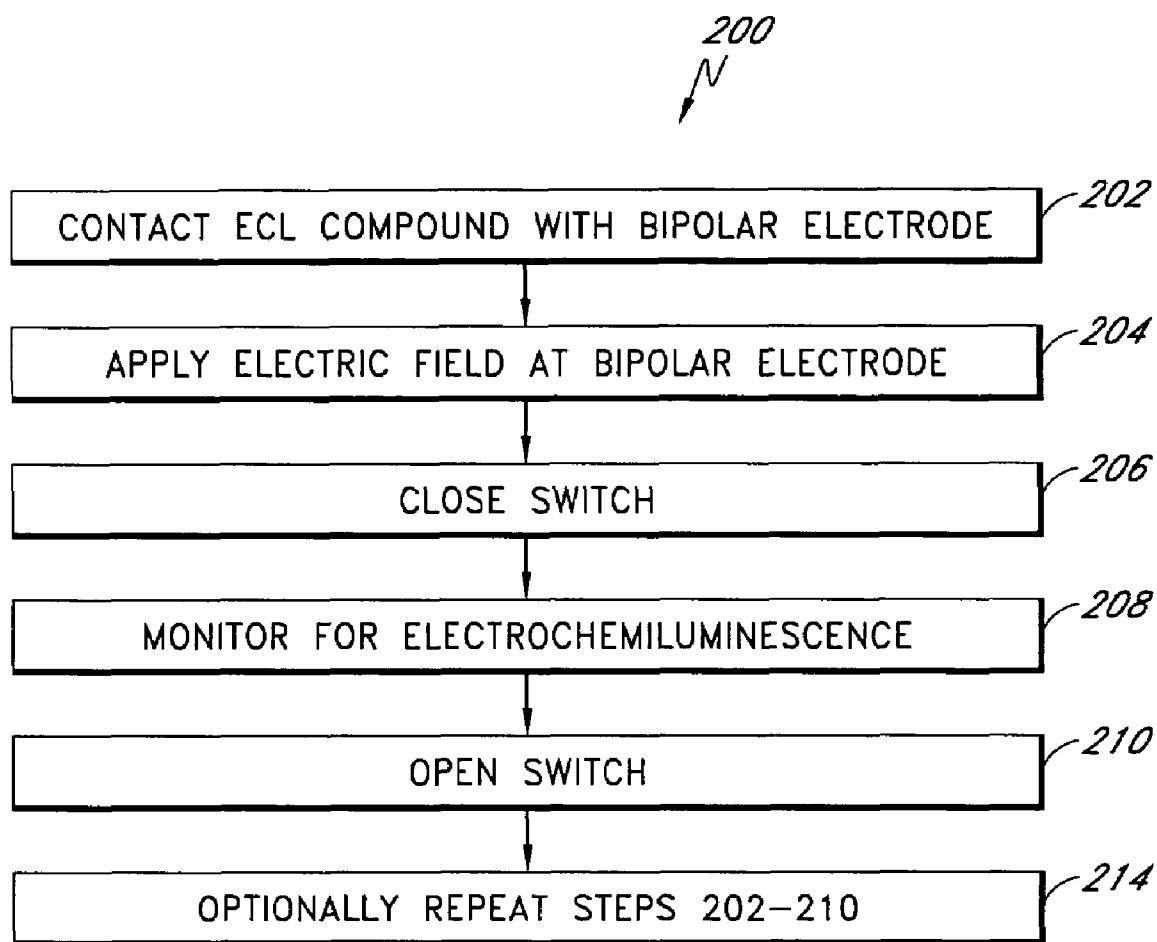 200
CONTACT ECL COMPOUND WITH BIPOLAR ELECTRODE
202
APPLY ELECTRIC FIELD AT BIPOLAR ELECTRODE
204
CLOSE SWITCH
206
MONITOR FOR ELECTROCHEMILUMINESCENCE
208
OPEN SWITCH
210
OPTIONALLY REPEAT STEPS 202-210
214